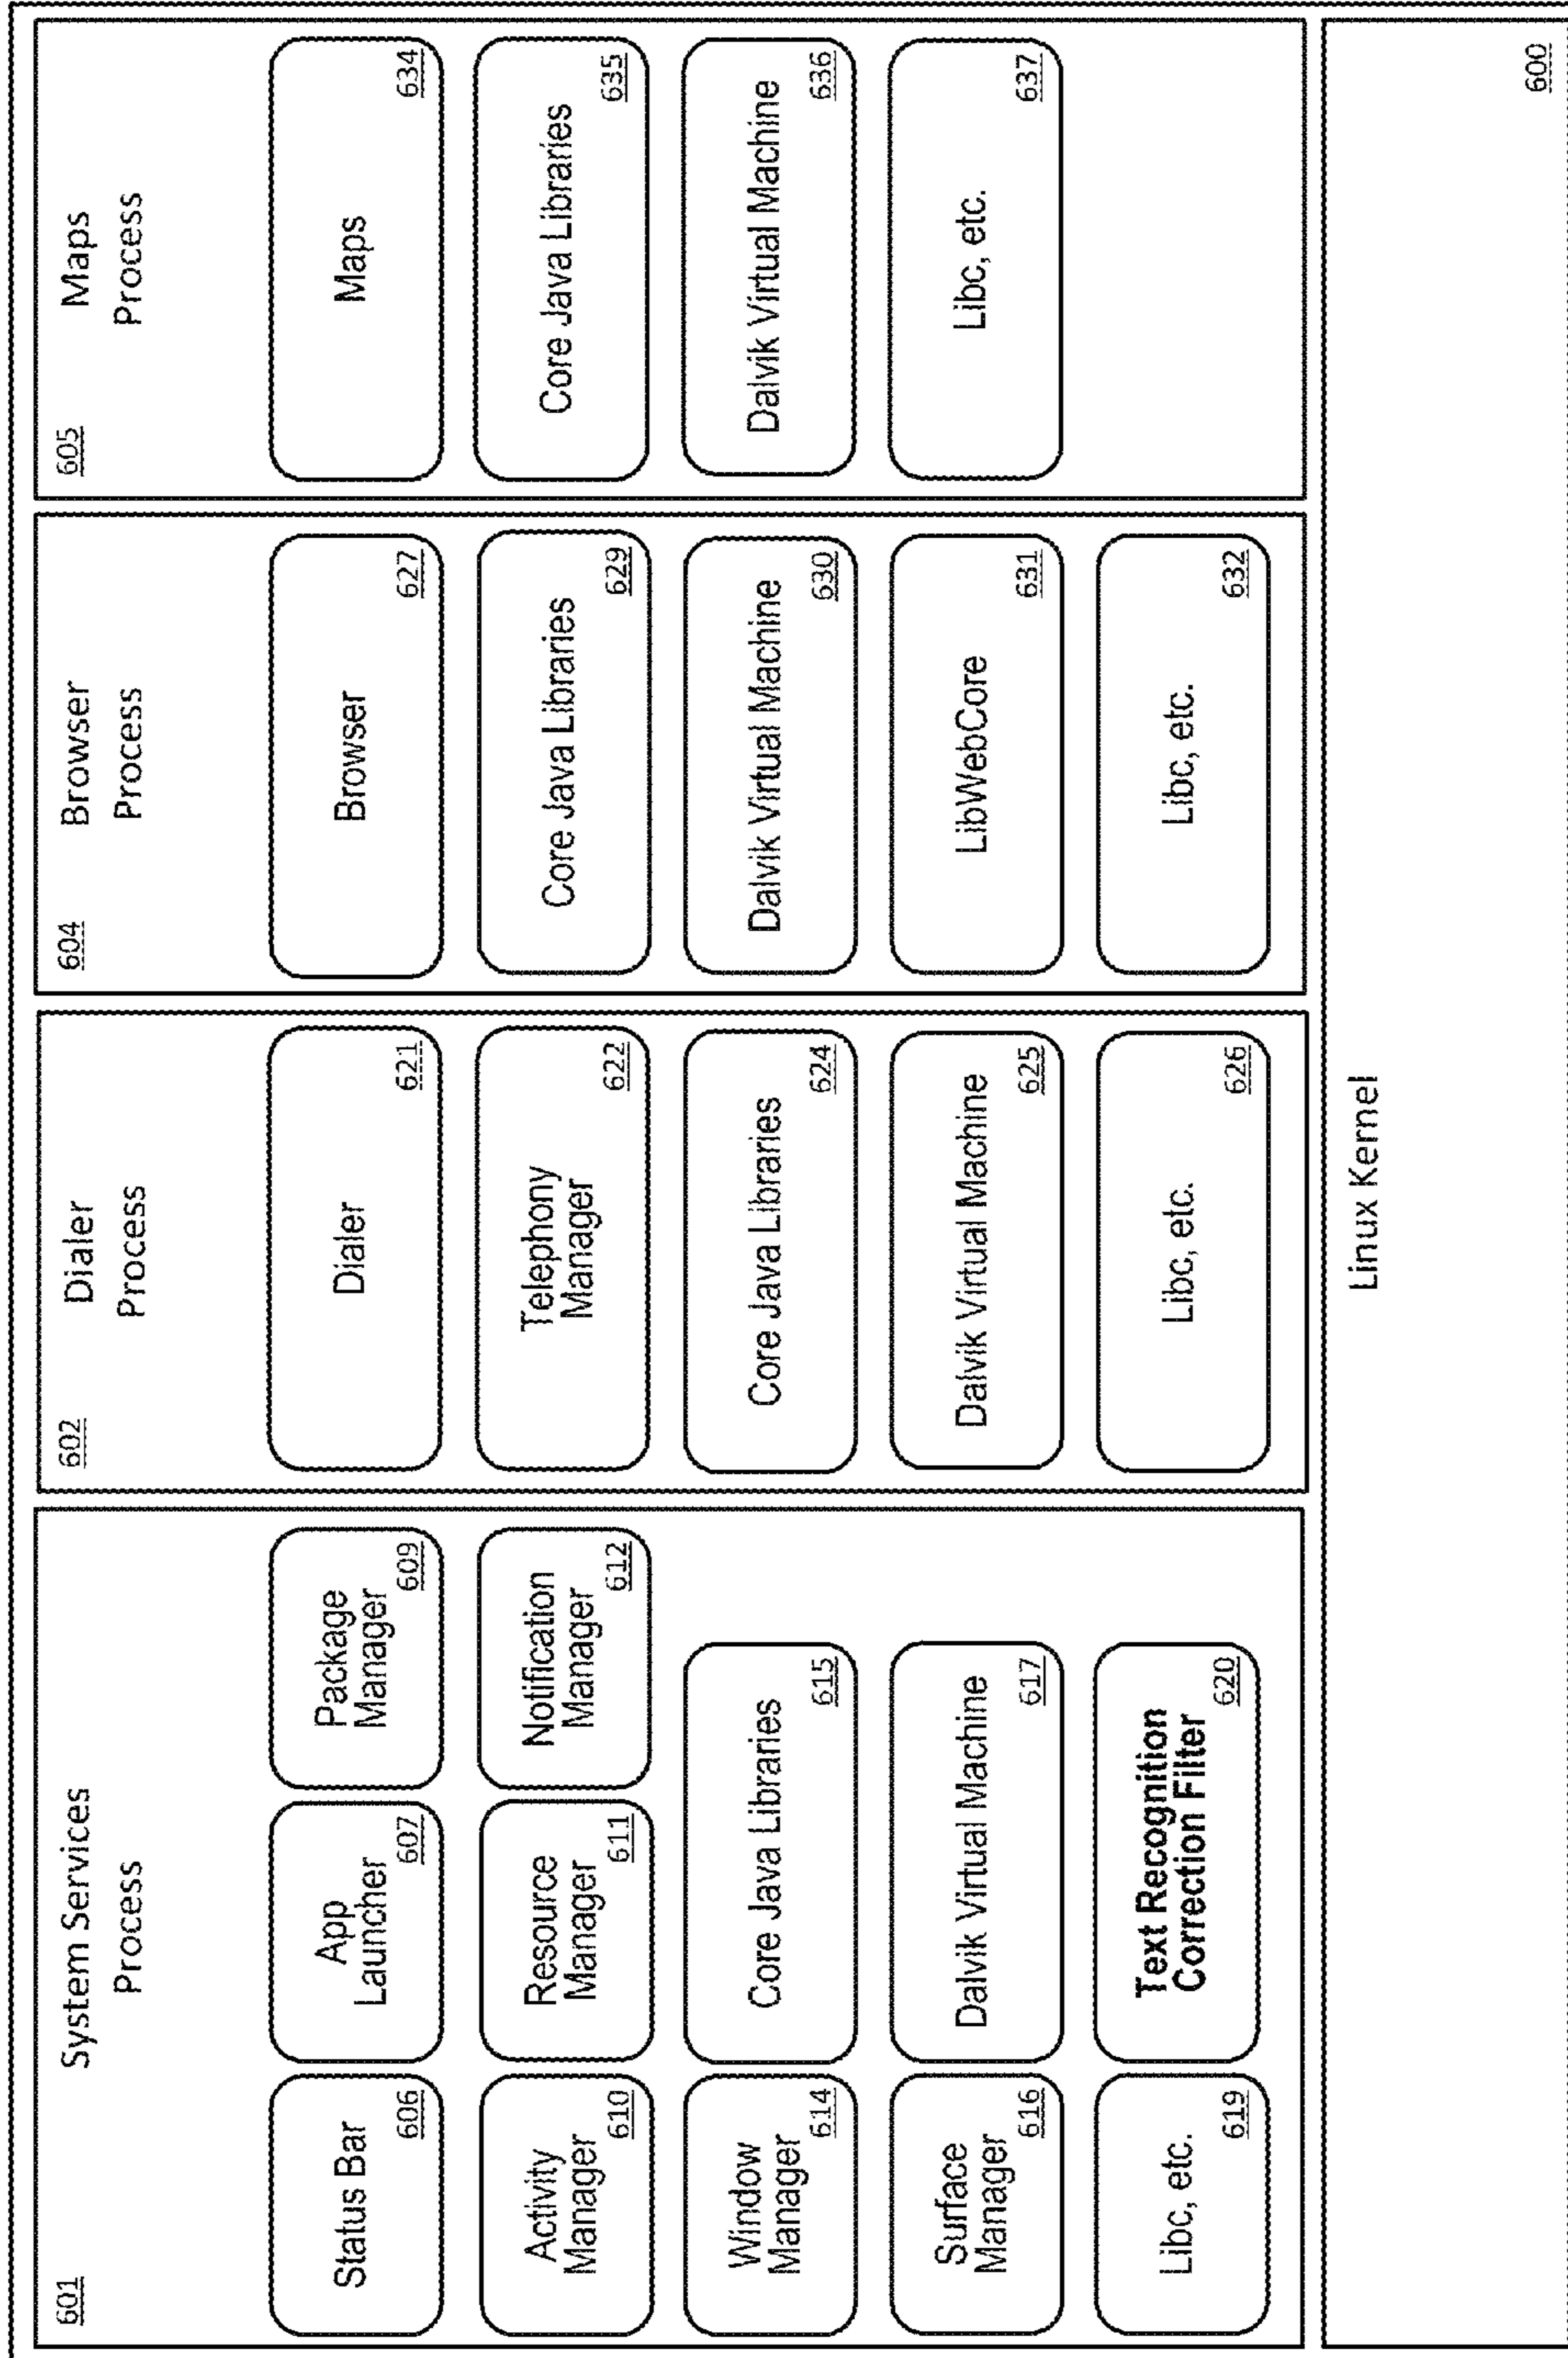 601
System Services
Process
Status Bar
606
App
Launcher
607
Package
Manager
609
Activity
Manager
610
Resource
Manager
611
Notification
Manager
612
Window
Manager
614
Core Java Libraries
615
Surface
Manager
616
Dalvik Virtual Machine
617
Libc, etc.
619
Text Recognition
Correction Filter
620
602
Dialer
Process
Dialer
621
Telephony
Manager
622
Core Java Libraries
624
Dalvik Virtual Machine
625
Libc, etc.
626
604
Browser
Process
Browser
627
Core Java Libraries
629
Dalvik Virtual Machine
630
LibWebCore
631
Libc, etc.
632
605
Maps
Process
Maps
634
Core Java Libraries
635
Dalvik Virtual Machine
636
Libc, etc.
637
Linux Kernel
600